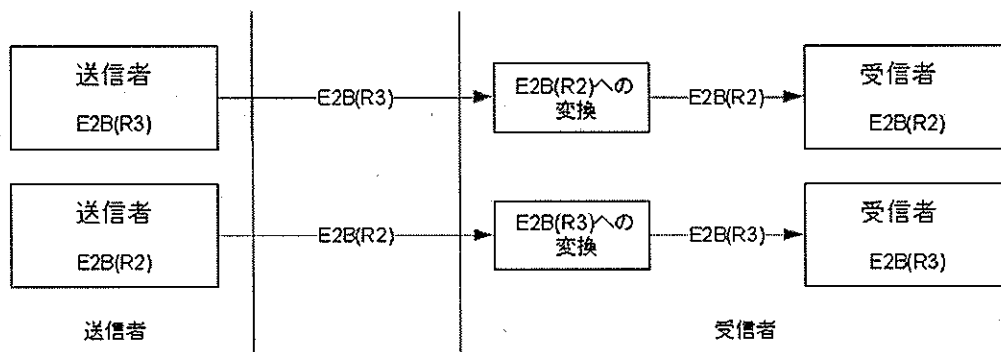 送信者
E2B(R3)
E2B(R3)
E2B(R2)への
変換
E2B(R2)
受信者
E2B(R2)
送信者
E2B(R2)
E2B(R2)
E2B(R3)への
変換
E2B(R3)
受信者
E2B(R3)
送信者
受信者